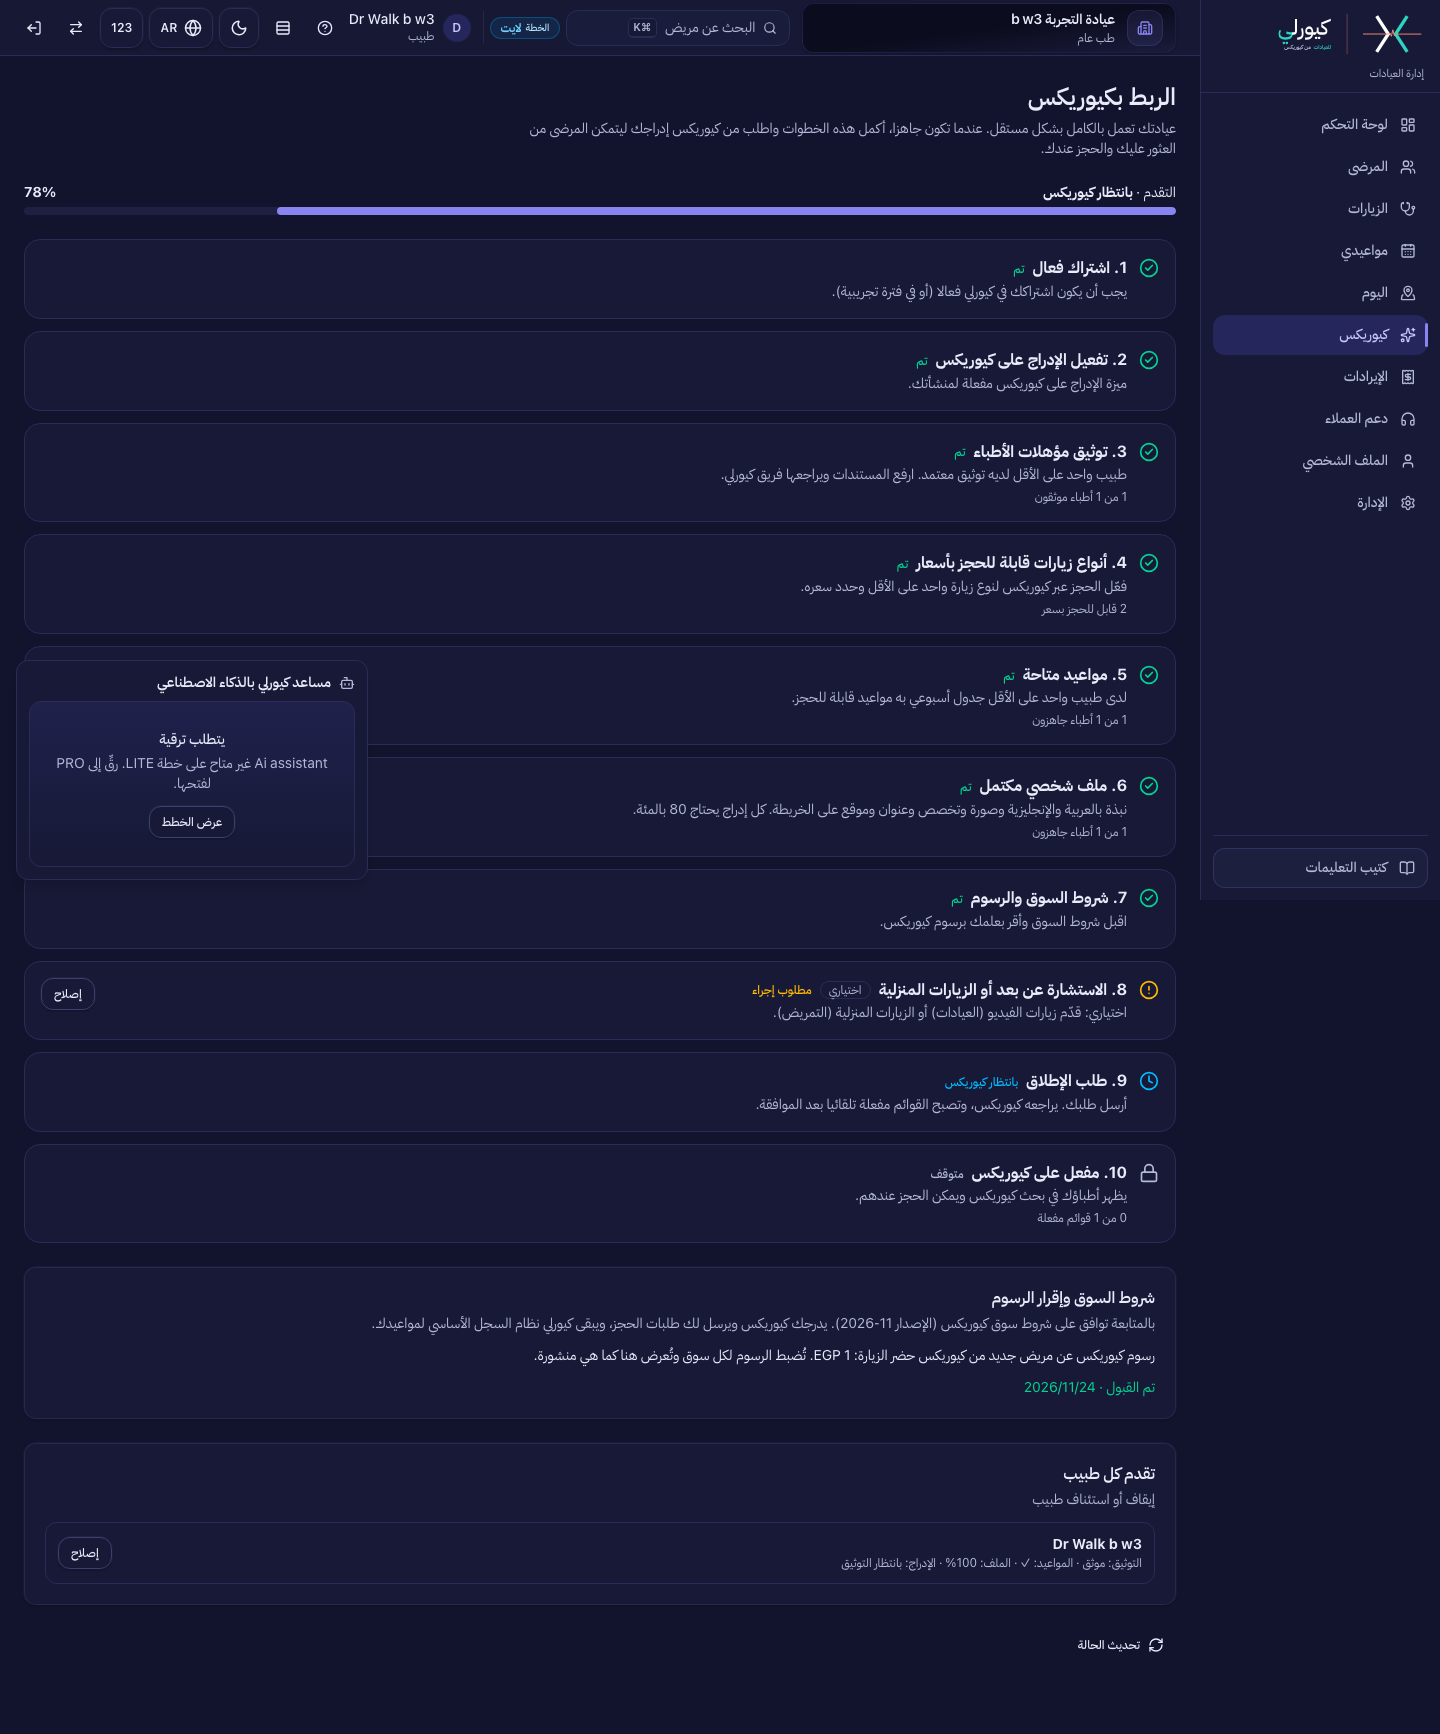 كيورلي
للعيادات من كيوريكس
إدارة العيادات
لوحة التحكم
المرضى
الزيارات
مواعيدي
اليوم
كيوريكس
الإيرادات
دعم العملاء
الملف الشخصي
الإدارة
كتيب التعليمات
عيادة التجربة b w3
طب عام
البحث عن مريض ⌘K
الخطة لايت
D
Dr Walk b w3
طبيب
AR
123
الربط بكيوريكس
عيادتك تعمل بالكامل بشكل مستقل. عندما تكون جاهزا، أكمل هذه الخطوات واطلب من كيوريكس إدراجك ليتمكن المرضى من
العثور عليك والحجز عندك.
التقدم · بانتظار كيوريكس
78%
1. اشتراك فعال تم
يجب أن يكون اشتراكك في كيورلي فعالا (أو في فترة تجريبية).
2. تفعيل الإدراج على كيوريكس تم
ميزة الإدراج على كيوريكس مفعلة لمنشأتك.
3. توثيق مؤهلات الأطباء تم
طبيب واحد على الأقل لديه توثيق معتمد. ارفع المستندات ويراجعها فريق كيورلي.
1 من 1 أطباء موثقون
4. أنواع زيارات قابلة للحجز بأسعار تم
فعّل الحجز عبر كيوريكس لنوع زيارة واحد على الأقل وحدد سعره.
2 قابل للحجز بسعر
5. مواعيد متاحة تم
لدى طبيب واحد على الأقل جدول أسبوعي به مواعيد قابلة للحجز.
1 من 1 أطباء جاهزون
6. ملف شخصي مكتمل تم
نبذة بالعربية والإنجليزية وصورة وتخصص وعنوان وموقع على الخريطة. كل إدراج يحتاج 80 بالمئة.
1 من 1 أطباء جاهزون
مساعد كيورلي بالذكاء الاصطناعي
يتطلب ترقية
Ai assistant غير متاح على خطة LITE. رقٍّ إلى PRO
لفتحها.
عرض الخطط
7. شروط السوق والرسوم تم
اقبل شروط السوق وأقر بعلمك برسوم كيوريكس.
8. الاستشارة عن بعد أو الزيارات المنزلية اختياري مطلوب إجراء
إصلاح
اختياري: قدّم زيارات الفيديو (العيادات) أو الزيارات المنزلية (التمريض).
9. طلب الإطلاق بانتظار كيوريكس
أرسل طلبك. يراجعه كيوريكس، وتصبح القوائم مفعلة تلقائيا بعد الموافقة.
10. مفعل على كيوريكس متوقف
يظهر أطباؤك في بحث كيوريكس ويمكن الحجز عندهم.
0 من 1 قوائم مفعلة
شروط السوق وإقرار الرسوم
بالمتابعة توافق على شروط سوق كيوريكس (الإصدار 11-2026). يدرجك كيوريكس ويرسل لك طلبات الحجز، ويبقى كيورلي نظام السجل الأساسي لمواعيدك.
رسوم كيوريكس عن مريض جديد من كيوريكس حضر الزيارة: EGP 1. تُضبط الرسوم لكل سوق وتُعرض هنا كما هي منشورة.
تم القبول · 2026/11/24
تقدم كل طبيب
إيقاف أو استئناف طبيب
Dr Walk b w3
التوثيق: موثق · المواعيد: ✓ · الملف: 100% · الإدراج: بانتظار التوثيق
إصلاح
تحديث الحالة